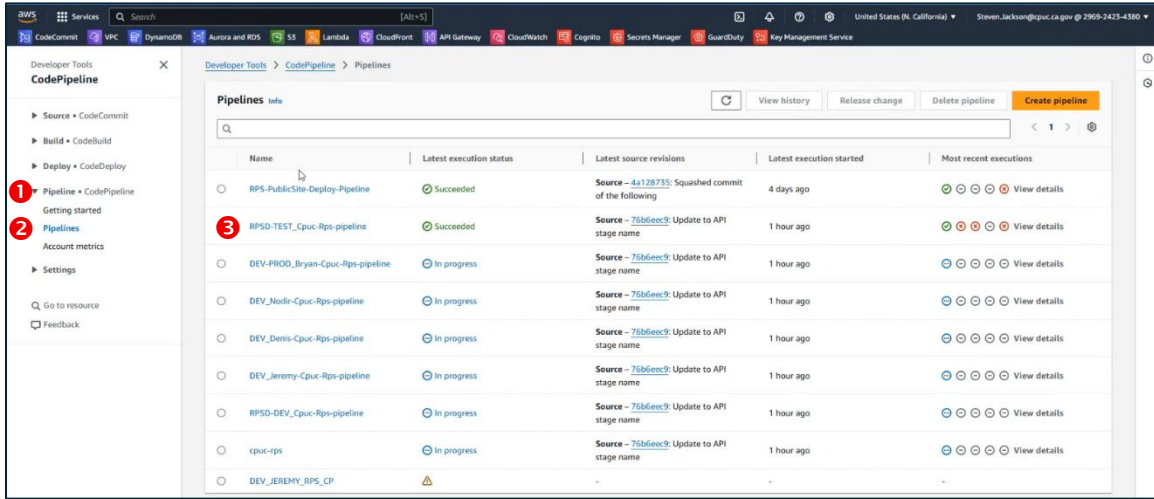 aws Services Search [Alt+S] United States (N. California) ▼ Steven.Jackson@cpuc.ca.gov @ 2969-2423-4380 ▼
CodeCommit VPC DynamoDB Aurora and RDS S3 Lambda CloudFront API Gateway CloudWatch Cognito Secrets Manager GuardDuty Key Management Service
Developer Tools
CodePipeline
Source • CodeCommit
Build • CodeBuild
Deploy • CodeDeploy
1 Pipeline • CodePipeline
Getting started
2 Pipelines
Account metrics
Settings
Go to resource
Feedback
Developer Tools > CodePipeline > Pipelines
Pipelines Info View history Release change Delete pipeline Create pipeline
< 1 >
Name Latest execution status Latest source revisions Latest execution started Most recent executions
RPS-PublicSite-Deploy-Pipeline Succeeded Source – 4a128735: Squashed commit of the following 4 days ago View details
3 RPSD-TEST_Cpuc-Rps-pipeline Succeeded Source – 76b6eec9: Update to API stage name 1 hour ago View details
DEV-PROD_Bryan-Cpuc-Rps-pipeline In progress Source – 76b6eec9: Update to API stage name 1 hour ago View details
DEV_Nodir-Cpuc-Rps-pipeline In progress Source – 76b6eec9: Update to API stage name 1 hour ago View details
DEV_Denis-Cpuc-Rps-pipeline In progress Source – 76b6eec9: Update to API stage name 1 hour ago View details
DEV_Jeremy-Cpuc-Rps-pipeline In progress Source – 76b6eec9: Update to API stage name 1 hour ago View details
RPSD-DEV_Cpuc-Rps-pipeline In progress Source – 76b6eec9: Update to API stage name 1 hour ago View details
cpuc-rps In progress Source – 76b6eec9: Update to API stage name 1 hour ago View details
DEV_JEREMY_RPS_CP - - -